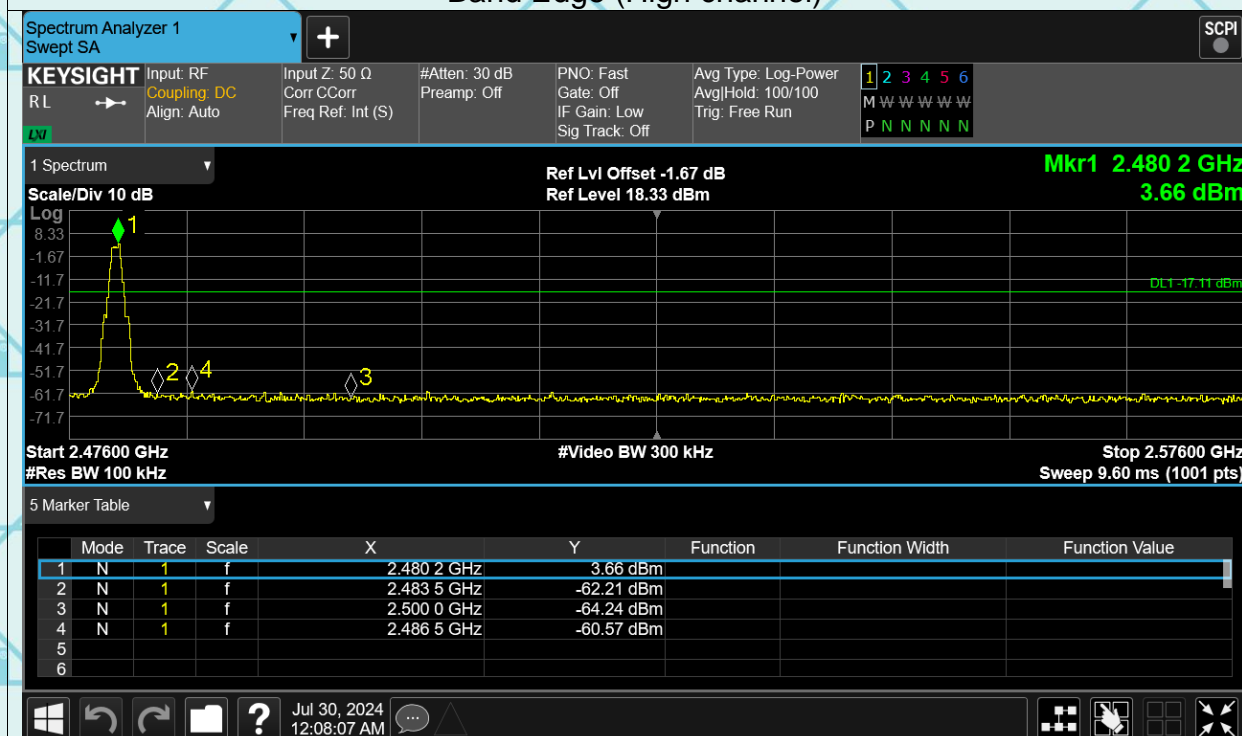 Band Edge (High channel)
Spectrum Analyzer 1
Swept SA
+
SCPI
KEYSIGHT
RL
LXI
Input: RF
Coupling: DC
Align: Auto
Input Z: 50 Ω
Corr CCorr
Freq Ref: Int (S)
#Atten: 30 dB
Preamp: Off
PNO: Fast
Gate: Off
IF Gain: Low
Sig Track: Off
Avg Type: Log-Power
Avg|Hold: 100/100
Trig: Free Run
1 2 3 4 5 6
M W W W W W
P N N N N N
1 Spectrum
Scale/Div 10 dB
Ref Lvl Offset -1.67 dB
Ref Level 18.33 dBm
Mkr1 2.480 2 GHz
3.66 dBm
Log
8.33
-1.67
-11.7
-21.7
-31.7
-41.7
-51.7
-61.7
-71.7
1
2
4
3
DL1 -17.11 dBm
Start 2.47600 GHz
#Res BW 100 kHz
#Video BW 300 kHz
Stop 2.57600 GHz
Sweep 9.60 ms (1001 pts)
5 Marker Table
Mode Trace Scale X Y Function Function Width Function Value
1 N 1 f 2.480 2 GHz 3.66 dBm
2 N 1 f 2.483 5 GHz -62.21 dBm
3 N 1 f 2.500 0 GHz -64.24 dBm
4 N 1 f 2.486 5 GHz -60.57 dBm
5
6
?
Jul 30, 2024
12:08:07 AM